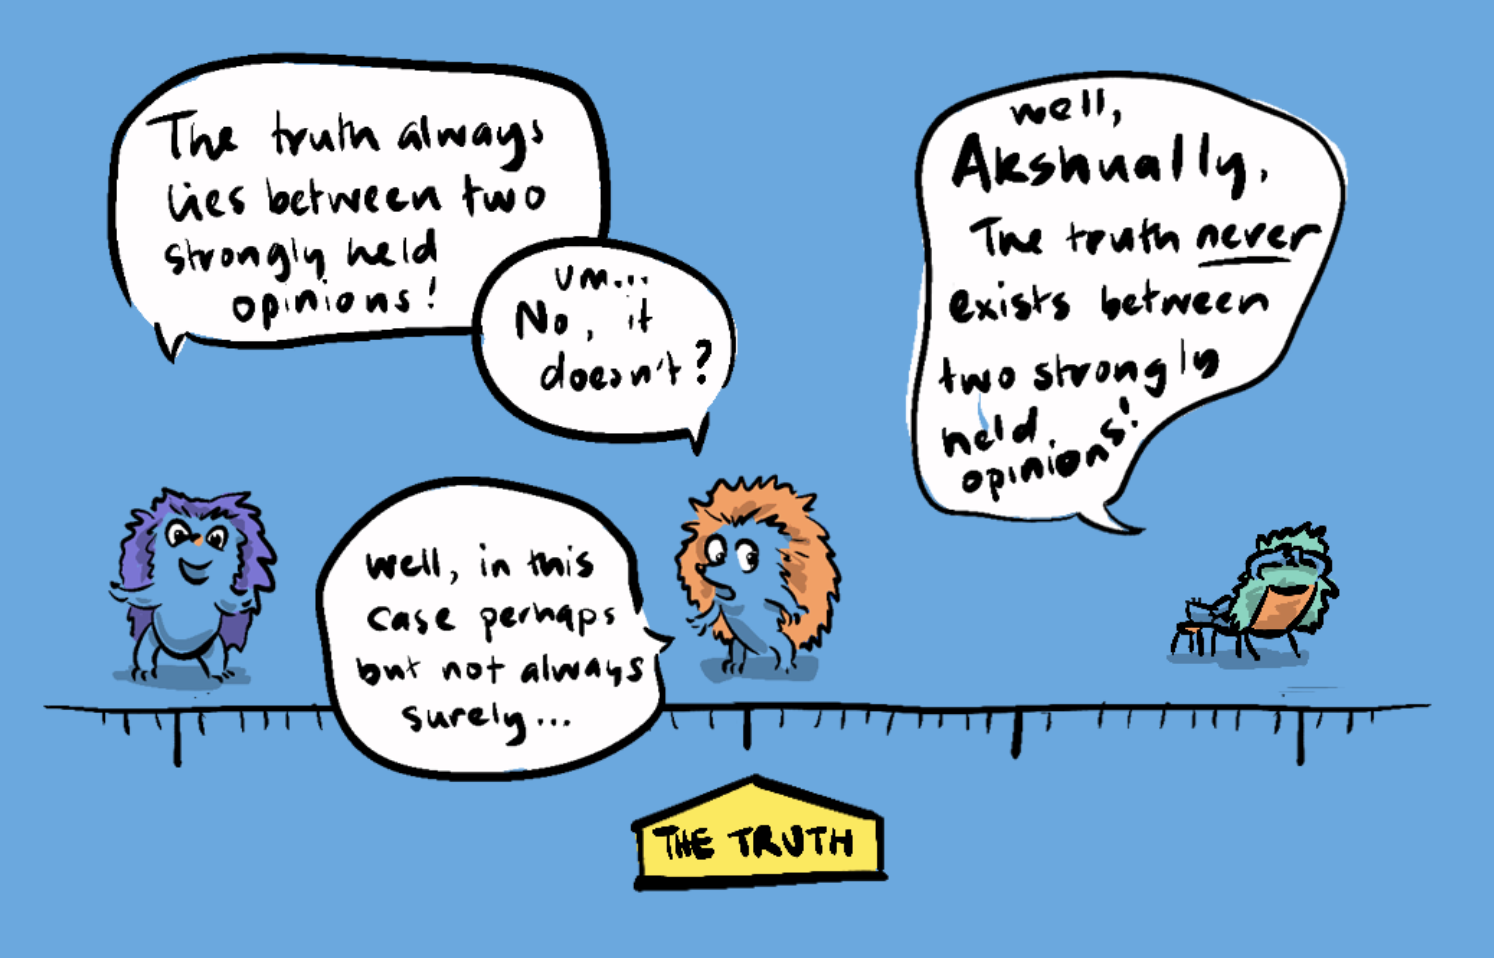 The truth always
lies between two
strongly held
opinions!
um...
No, it
doesn't?
well,
Akshually,
The truth never
exists between
two strongly
held
opinions!
well, in this
case perhaps
but not always
surely...
THE TRUTH